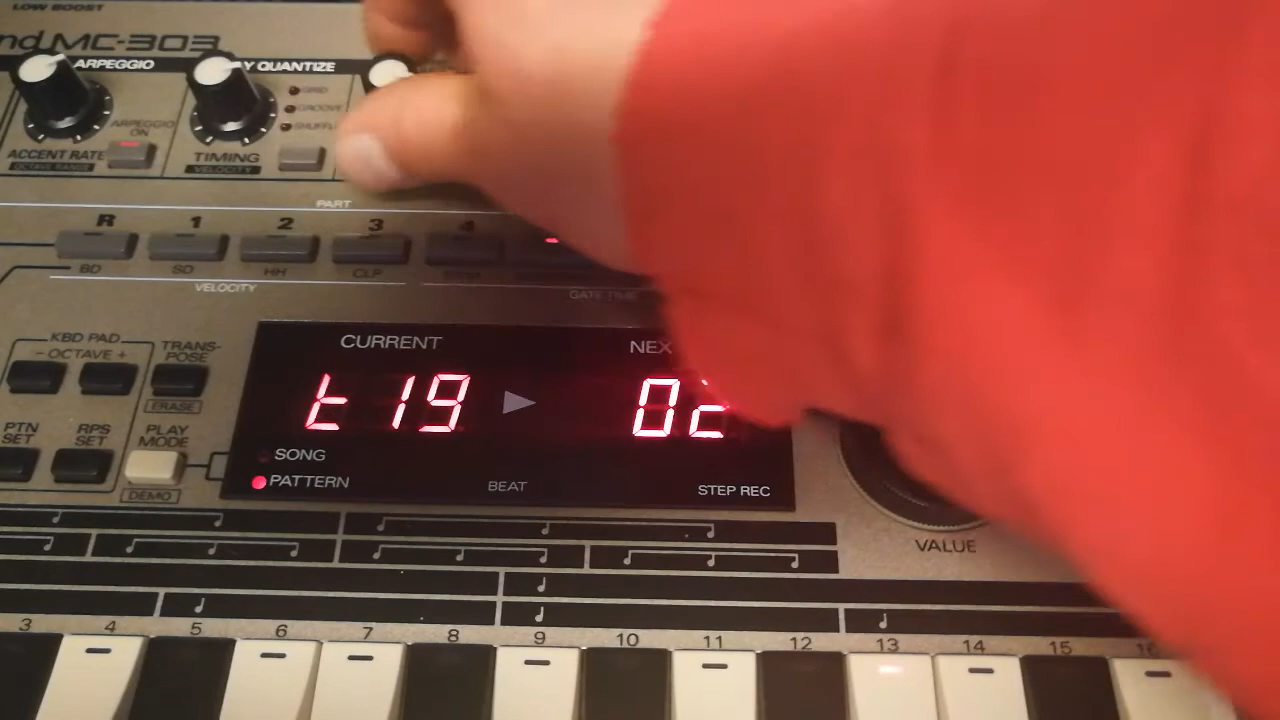 LOW BOOST
nd MC-303
ARPEGGIO
Y QUANTIZE
GRID
GROOVE
SHUFFL
ARPEGGIO
ON
ACCENT RATE
TIMING
OCTAVE RANGE
VELOCITY
PART
R 1 2 3 4
BD SD HH CLP
VELOCITY
GATE TIME
KBD PAD
- OCTAVE +
TRANS-
POSE
ERASE
CURRENT
NEX
t19
0c
PTN
SET
RPS
SET
PLAY
MODE
DEMO
SONG
PATTERN
BEAT
STEP REC
VALUE
3 4 5 6 7 8 9 10 11 12 13 14 15 16